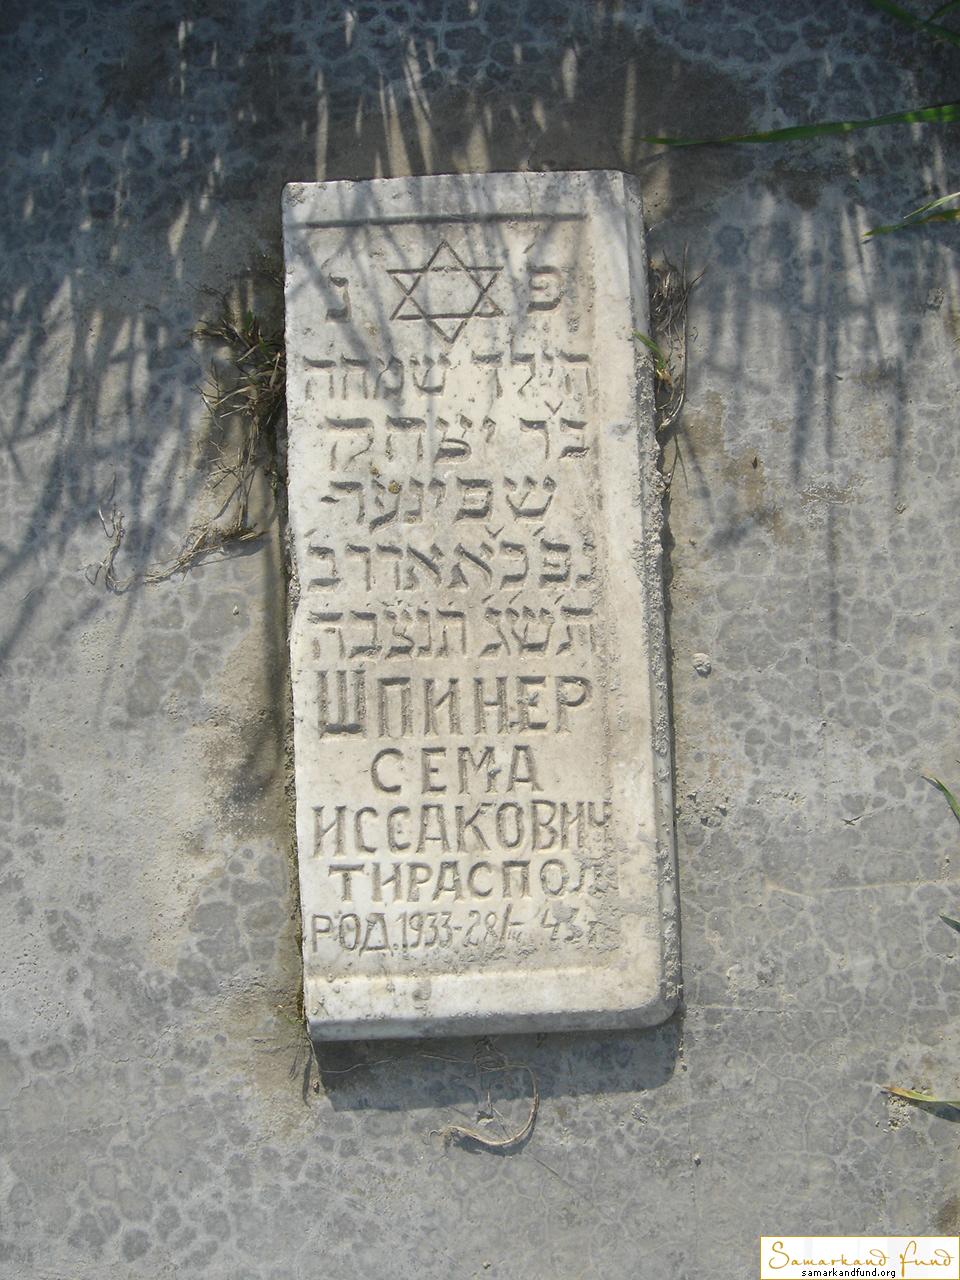 פ נ
הילד שמחה
בר יצחק
שפינער
נפ כא אדר ב
תשג תנצבה
ШПИНЕР
СЕМА
ИССАКОВИЧ
ТИРАСПОЛ
РОД.1933-28/ 43г
Samarkand fund
samarkandfund.org